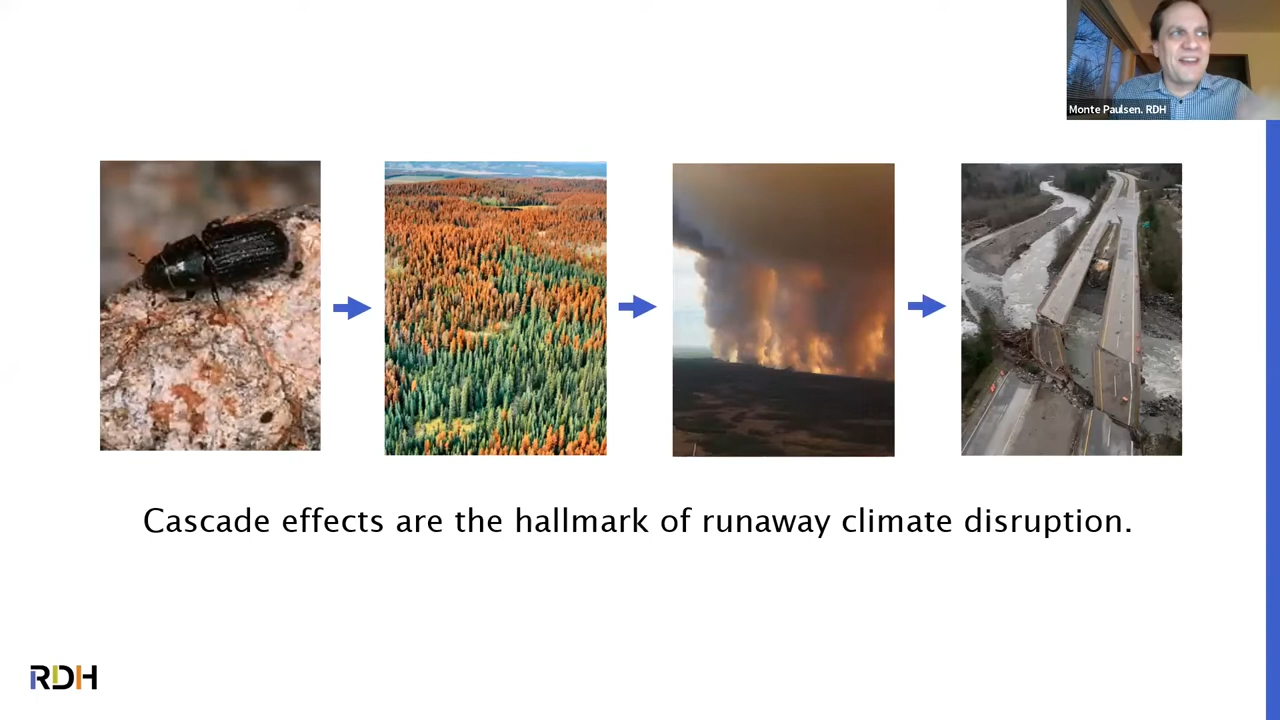 Monte Paulsen. RDH
Cascade effects are the hallmark of runaway climate disruption.
RDH